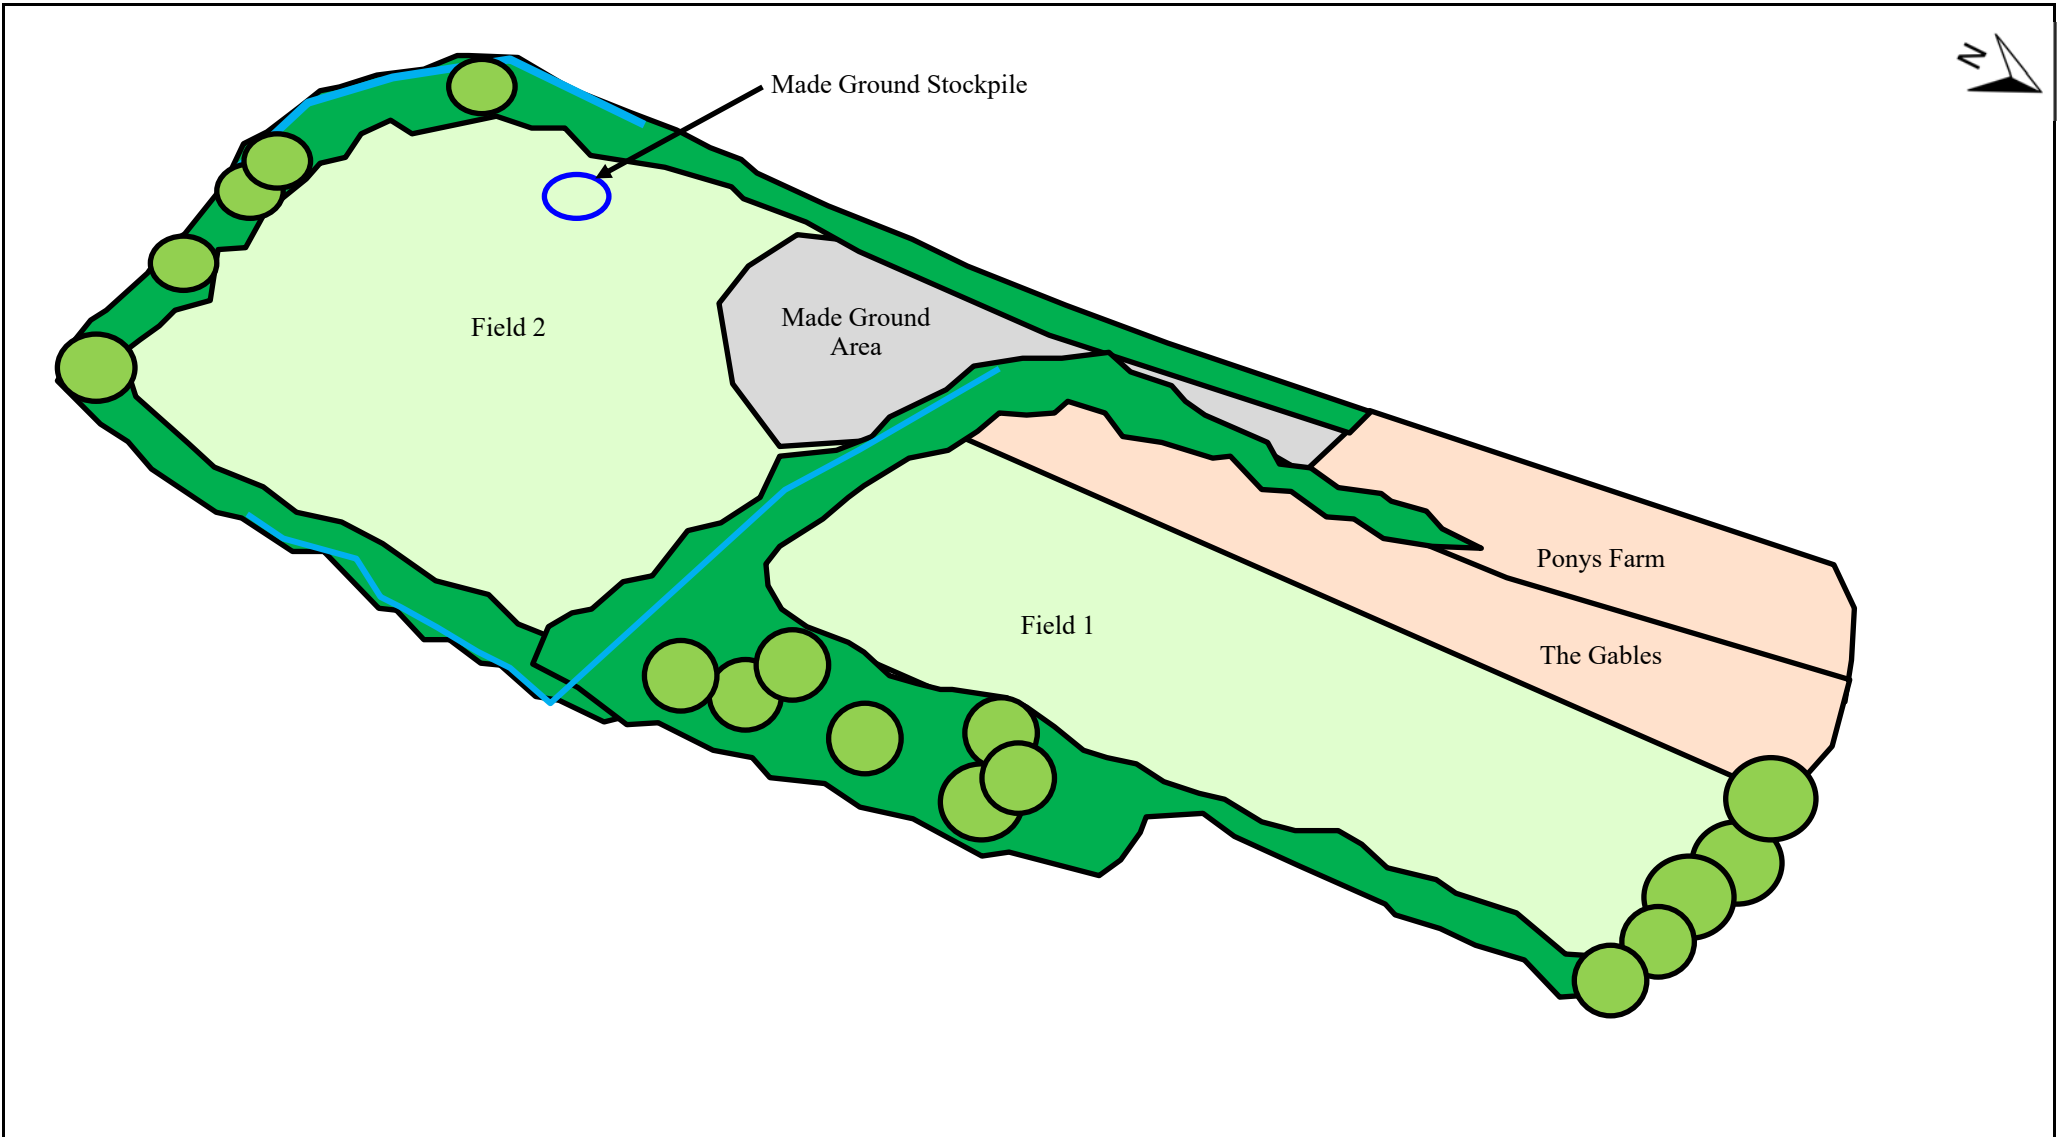 N
Made Ground Stockpile
Made Ground
Area
Field 2
Ponys Farm
Field 1
The Gables